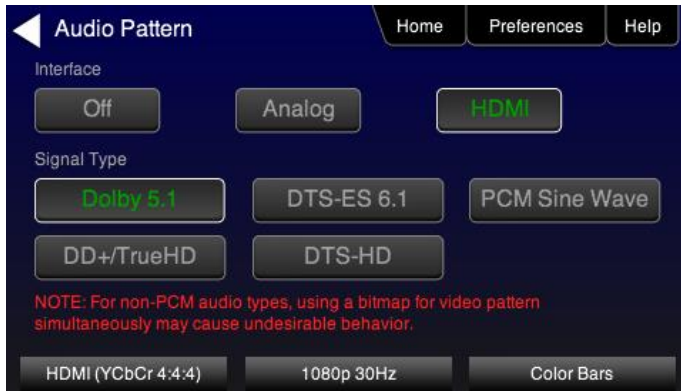 Audio Pattern
Home
Preferences
Help
Interface
Off
Analog
HDMI
Signal Type
Dolby 5.1
DTS-ES 6.1
PCM Sine Wave
DD+/TrueHD
DTS-HD
NOTE: For non-PCM audio types, using a bitmap for video pattern
simultaneously may cause undesirable behavior.
HDMI (YCbCr 4:4:4)
1080p 30Hz
Color Bars